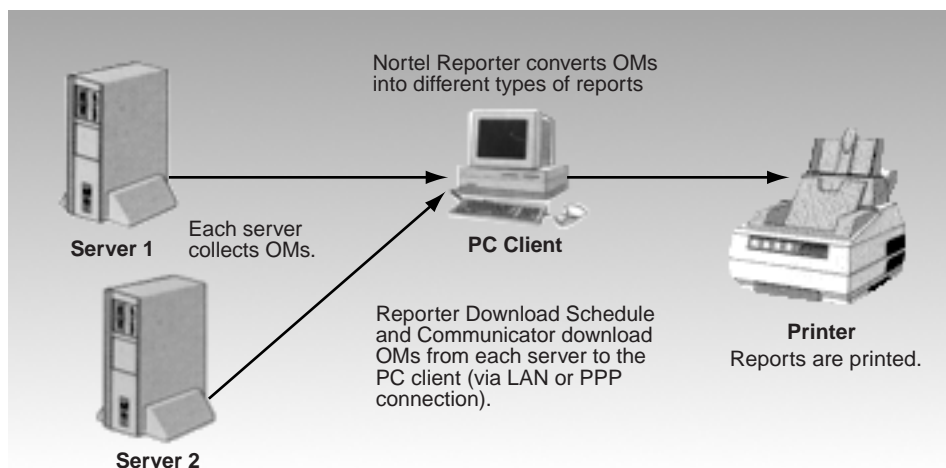 Nortel Reporter converts OMs
into different types of reports
Each server
collects OMs.
Server 1
PC Client
Reporter Download Schedule
and Communicator download
OMs from each server to the
PC client (via LAN or PPP
connection).
Printer
Reports are printed.
Server 2